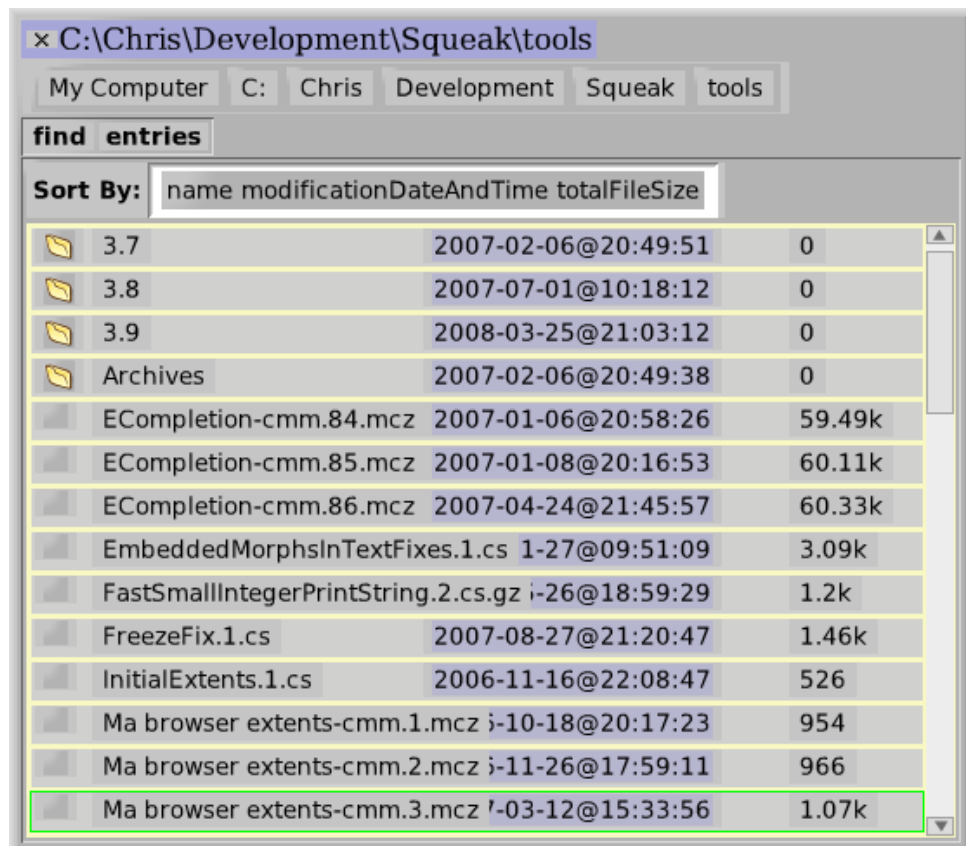 × C:\Chris\Development\Squeak\tools
My Computer C: Chris Development Squeak tools
find entries
Sort By: name modificationDateAndTime totalFileSize
3.7 2007-02-06@20:49:51 0
3.8 2007-07-01@10:18:12 0
3.9 2008-03-25@21:03:12 0
Archives 2007-02-06@20:49:38 0
ECompletion-cmm.84.mcz 2007-01-06@20:58:26 59.49k
ECompletion-cmm.85.mcz 2007-01-08@20:16:53 60.11k
ECompletion-cmm.86.mcz 2007-04-24@21:45:57 60.33k
EmbeddedMorphsInTextFixes.1.cs 1-27@09:51:09 3.09k
FastSmallIntegerPrintString.2.cs.gz -26@18:59:29 1.2k
FreezeFix.1.cs 2007-08-27@21:20:47 1.46k
InitialExtents.1.cs 2006-11-16@22:08:47 526
Ma browser extents-cmm.1.mcz -10-18@20:17:23 954
Ma browser extents-cmm.2.mcz -11-26@17:59:11 966
Ma browser extents-cmm.3.mcz -03-12@15:33:56 1.07k